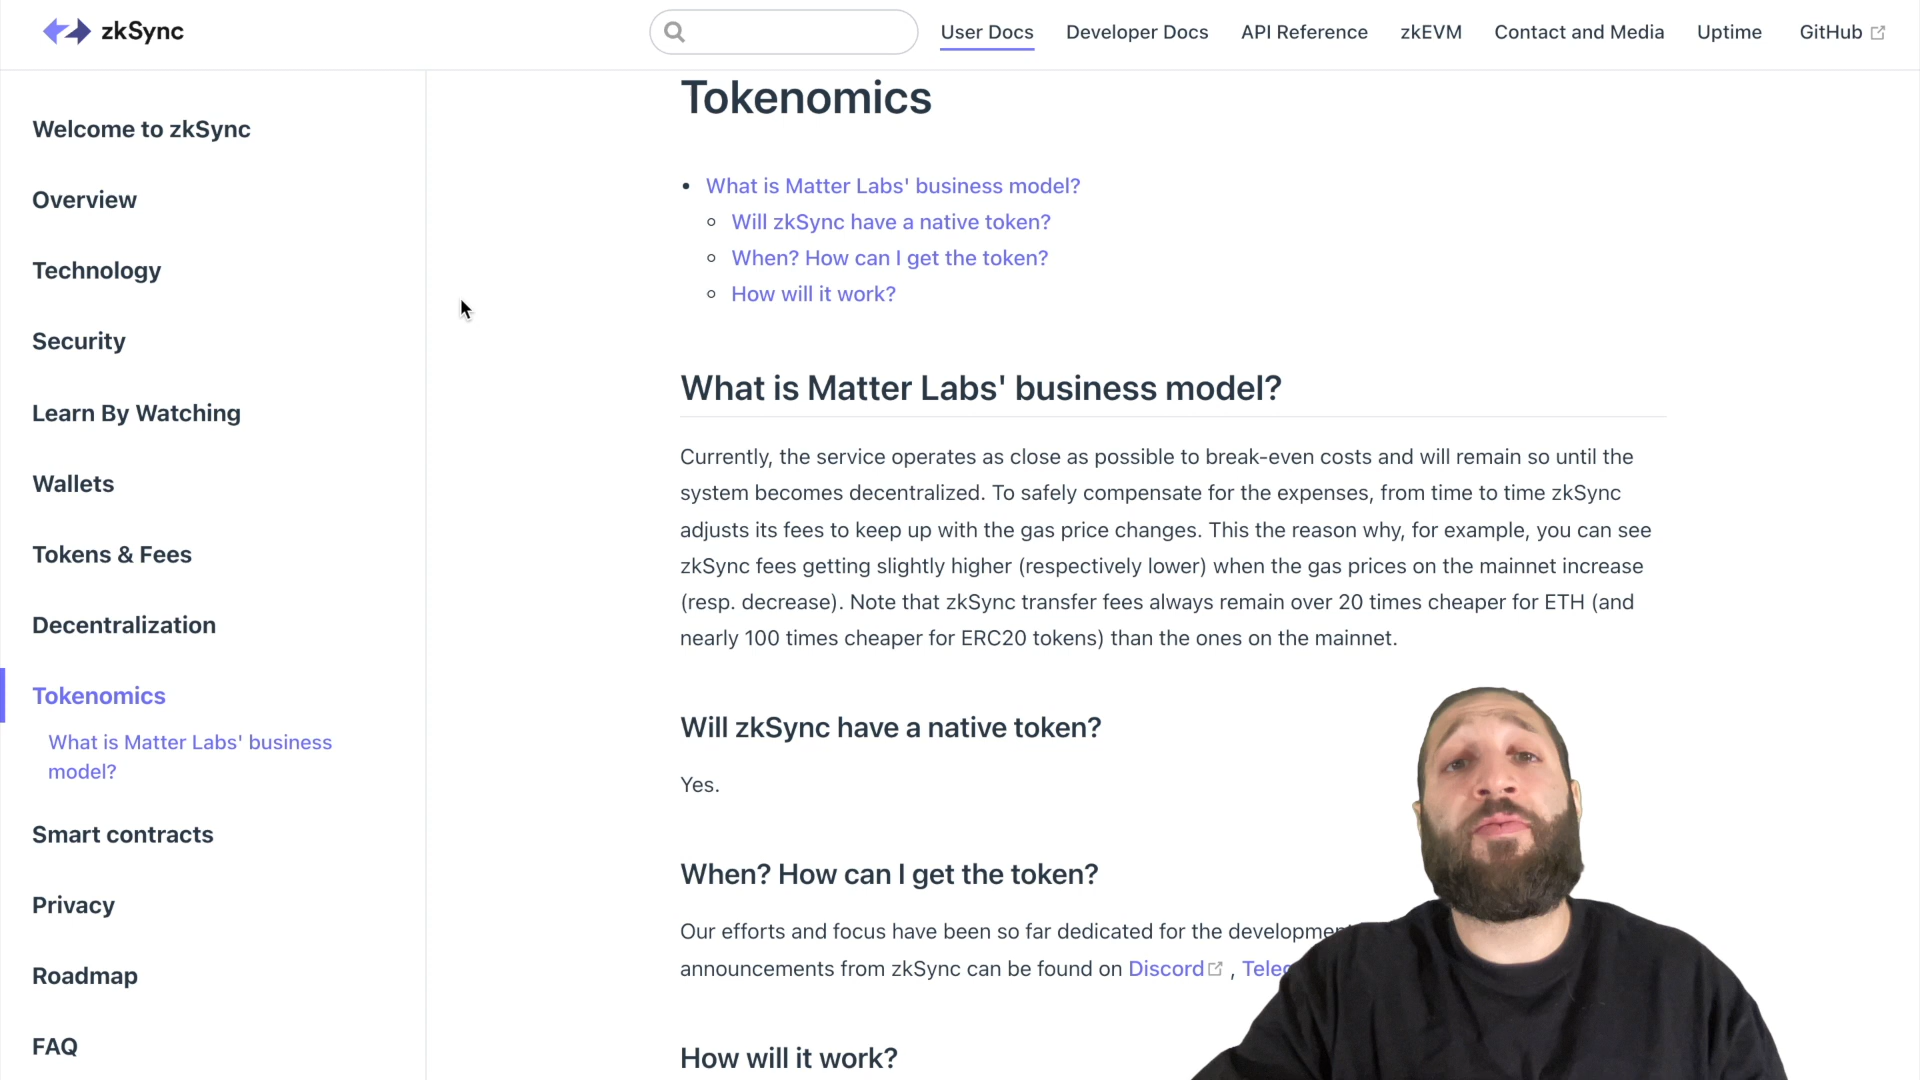 zkSync
User Docs
Developer Docs
API Reference
zkEVM
Contact and Media
Uptime
GitHub
Welcome to zkSync
Overview
Technology
Security
Learn By Watching
Wallets
Tokens & Fees
Decentralization
Tokenomics
What is Matter Labs' business
model?
Smart contracts
Privacy
Roadmap
FAQ
Tokenomics
What is Matter Labs' business model?
Will zkSync have a native token?
When? How can I get the token?
How will it work?
What is Matter Labs' business model?
Currently, the service operates as close as possible to break-even costs and will remain so until the
system becomes decentralized. To safely compensate for the expenses, from time to time zkSync
adjusts its fees to keep up with the gas price changes. This the reason why, for example, you can see
zkSync fees getting slightly higher (respectively lower) when the gas prices on the mainnet increase
(resp. decrease). Note that zkSync transfer fees always remain over 20 times cheaper for ETH (and
nearly 100 times cheaper for ERC20 tokens) than the ones on the mainnet.
Will zkSync have a native token?
Yes.
When? How can I get the token?
Our efforts and focus have been so far dedicated for the
announcements from zkSync can be found on Discord ,
How will it work?